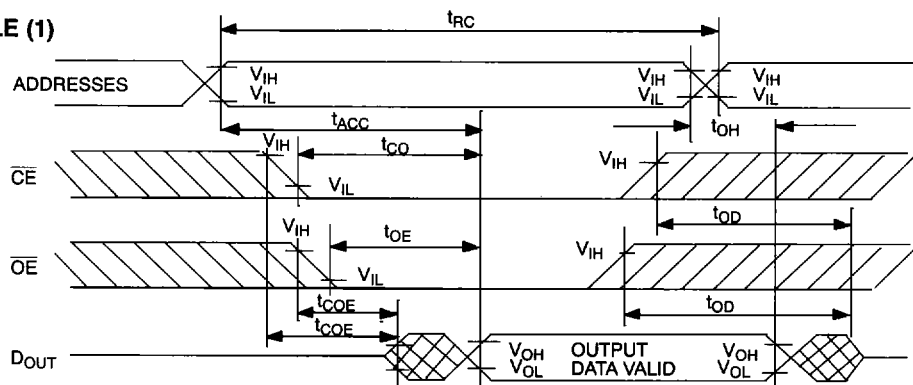 LE (1)
tRC
ADDRESSES
VIH
VIL
VIH
VIL
VIH
VIL
tACC
tOH
VIH
tCO
VIH
CE
VIL
tOD
VIH
tOE
VIH
OE
VIL
tCOE
tOD
tCOE
DOUT
VOH
VOL
OUTPUT
DATA VALID
VOH
VOL